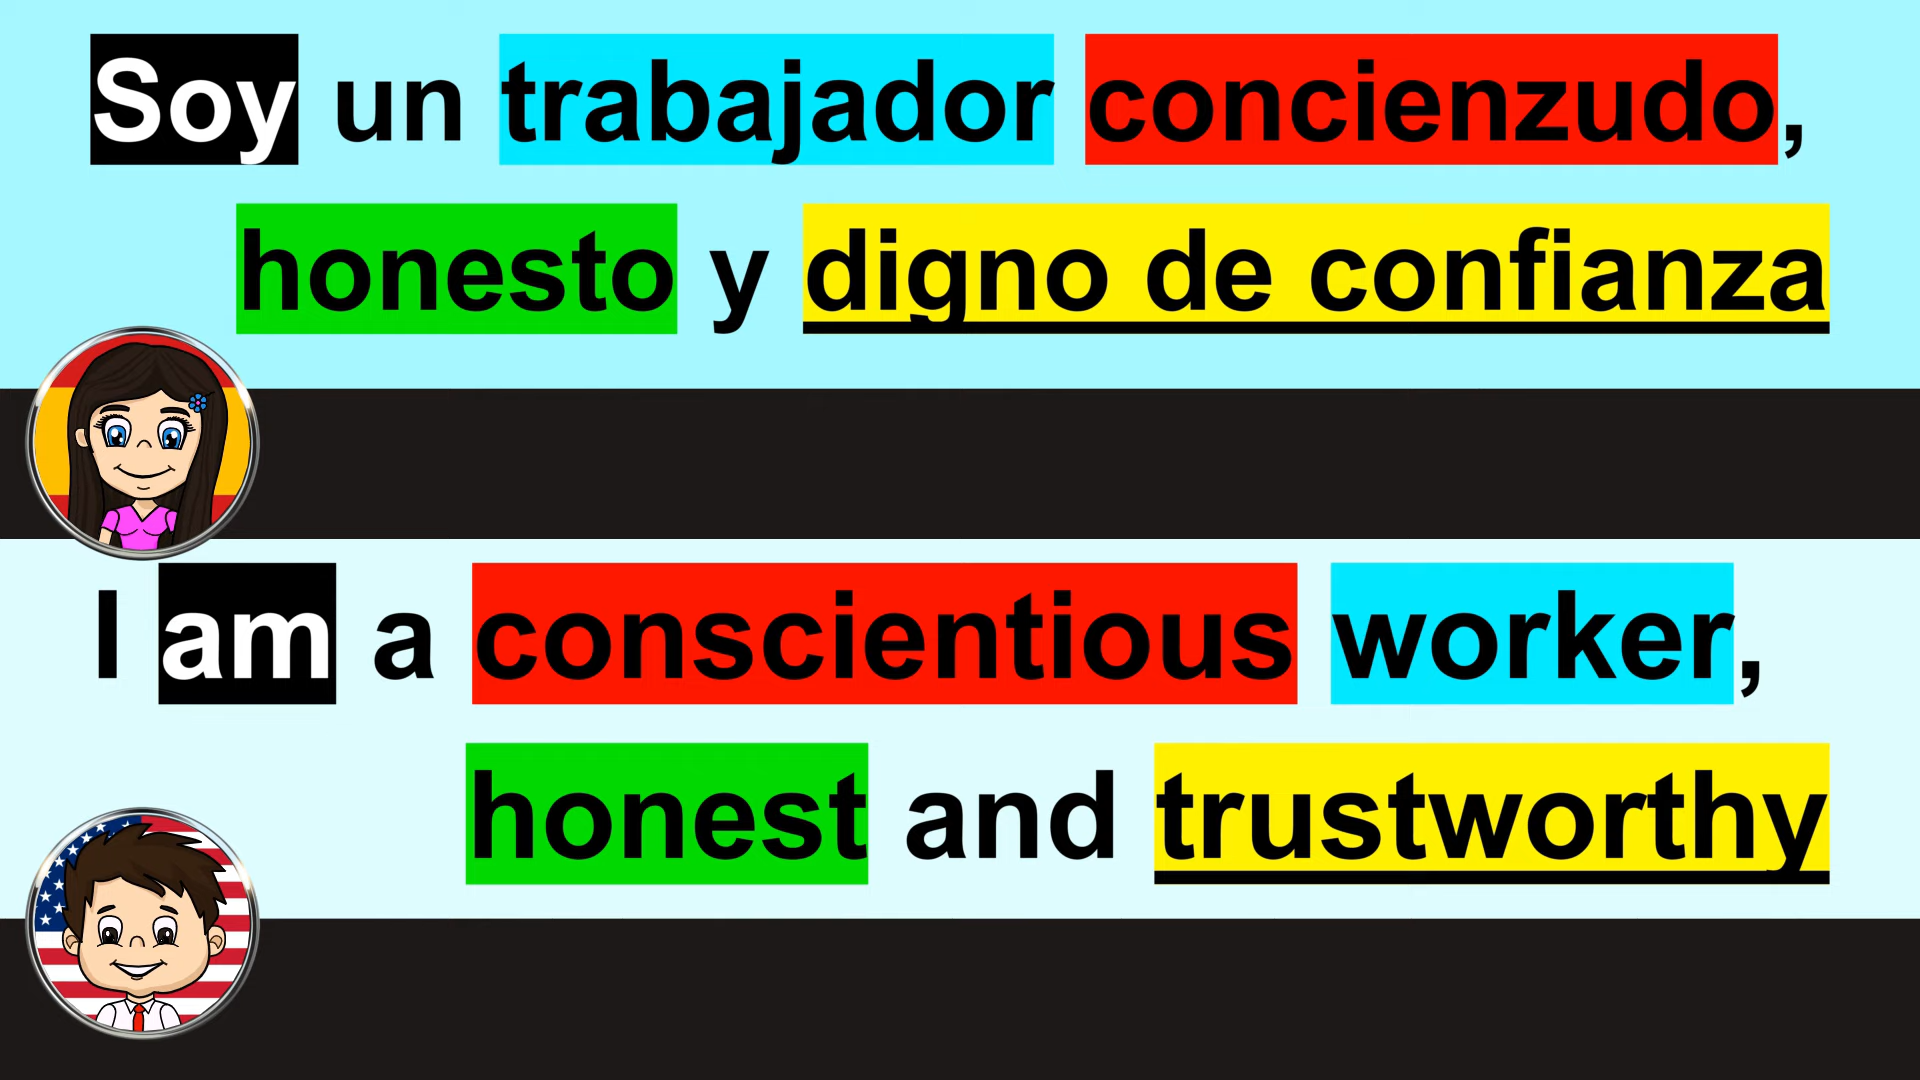 Soy un trabajador concienzudo,
honesto y digno de confianza
I am a conscientious worker,
honest and trustworthy